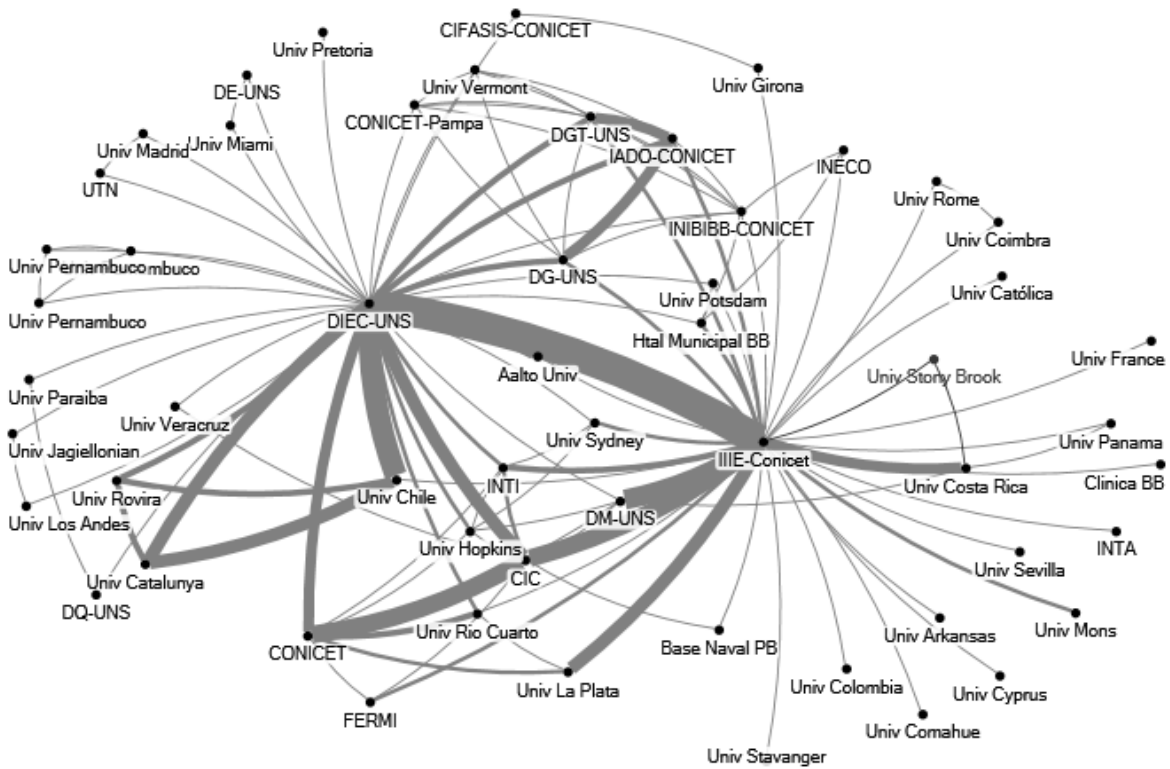 CIFASIS-CONICET
Univ Pretoria
Univ Girona
Univ Vermont
DE-UNS
CONICET-Pampa
DGT-UNS
Univ Madrid
Univ Miami
IADO-CONICET
INECO
UTN
Univ Rome
INIBIBB-CONICET
Univ Coimbra
Univ Pernambuco
mbuco
DG-UNS
Univ Católica
Univ Potsdam
Univ Pernambuco
DIEC-UNS
Htal Municipal BB
Univ France
Aalto Univ
Univ Stony Brook
Univ Paraiba
Univ Veracruz
Univ Sydney
Univ Panama
Univ Jagiellonian
IIIE-Conicet
Univ Rovira
Univ Chile
INTI
Univ Costa Rica
Clinica BB
Univ Los Andes
DM-UNS
Univ Hopkins
INTA
Univ Catalunya
CIC
Univ Sevilla
DQ-UNS
Univ Rio Cuarto
Univ Mons
CONICET
Base Naval PB
Univ Arkansas
Univ La Plata
Univ Colombia
Univ Cyprus
FERMI
Univ Comahue
Univ Stavanger